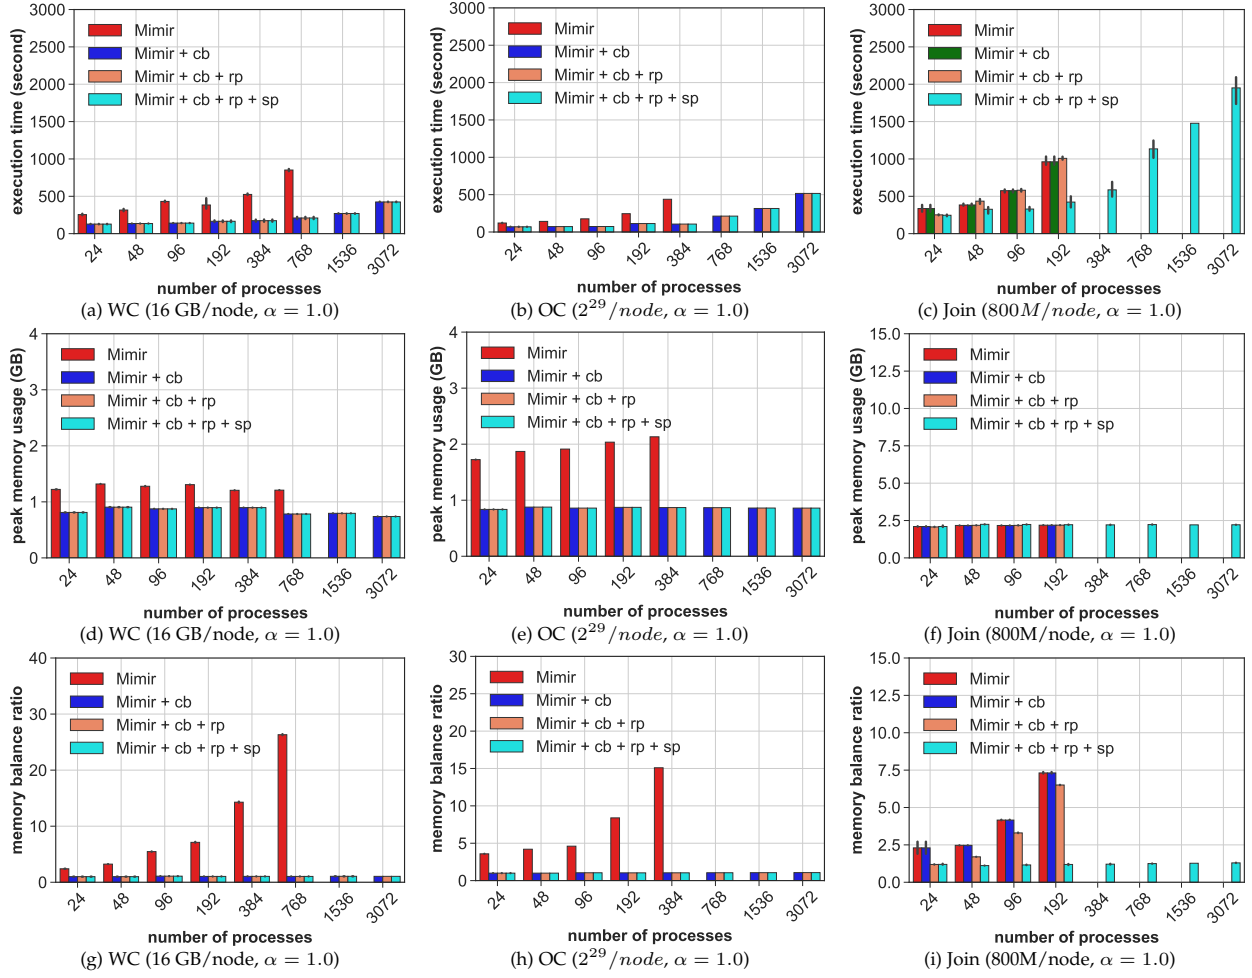 execution time (second)
3000
2500
2000
1500
1000
500
0
Mimir
Mimir + cb
Mimir + cb + rp
Mimir + cb + rp + sp
24
48
96
192
384
768
1536
3072
number of processes
(a) WC (16 GB/node, α = 1.0)
execution time (second)
3000
2500
2000
1500
1000
500
0
Mimir
Mimir + cb
Mimir + cb + rp
Mimir + cb + rp + sp
24
48
96
192
384
768
1536
3072
number of processes
(b) OC (2^29/node, α = 1.0)
execution time (second)
3000
2500
2000
1500
1000
500
0
Mimir
Mimir + cb
Mimir + cb + rp
Mimir + cb + rp + sp
24
48
96
192
384
768
1536
3072
number of processes
(c) Join (800M/node, α = 1.0)
peak memory usage (GB)
4
3
2
1
0
Mimir
Mimir + cb
Mimir + cb + rp
Mimir + cb + rp + sp
24
48
96
192
384
768
1536
3072
number of processes
(d) WC (16 GB/node, α = 1.0)
peak memory usage (GB)
4
3
2
1
0
Mimir
Mimir + cb
Mimir + cb + rp
Mimir + cb + rp + sp
24
48
96
192
384
768
1536
3072
number of processes
(e) OC (2^29/node, α = 1.0)
peak memory usage (GB)
15.0
12.5
10.0
7.5
5.0
2.5
0.0
Mimir
Mimir + cb
Mimir + cb + rp
Mimir + cb + rp + sp
24
48
96
192
384
768
1536
3072
number of processes
(f) Join (800M/node, α = 1.0)
memory balance ratio
40
30
20
10
0
Mimir
Mimir + cb
Mimir + cb + rp
Mimir + cb + rp + sp
24
48
96
192
384
768
1536
3072
number of processes
(g) WC (16 GB/node, α = 1.0)
memory balance ratio
30
25
20
15
10
5
0
Mimir
Mimir + cb
Mimir + cb + rp
Mimir + cb + rp + sp
24
48
96
192
384
768
1536
3072
number of processes
(h) OC (2^29/node, α = 1.0)
memory balance ratio
15.0
12.5
10.0
7.5
5.0
2.5
0.0
Mimir
Mimir + cb
Mimir + cb + rp
Mimir + cb + rp + sp
24
48
96
192
384
768
1536
3072
number of processes
(i) Join (800M/node, α = 1.0)